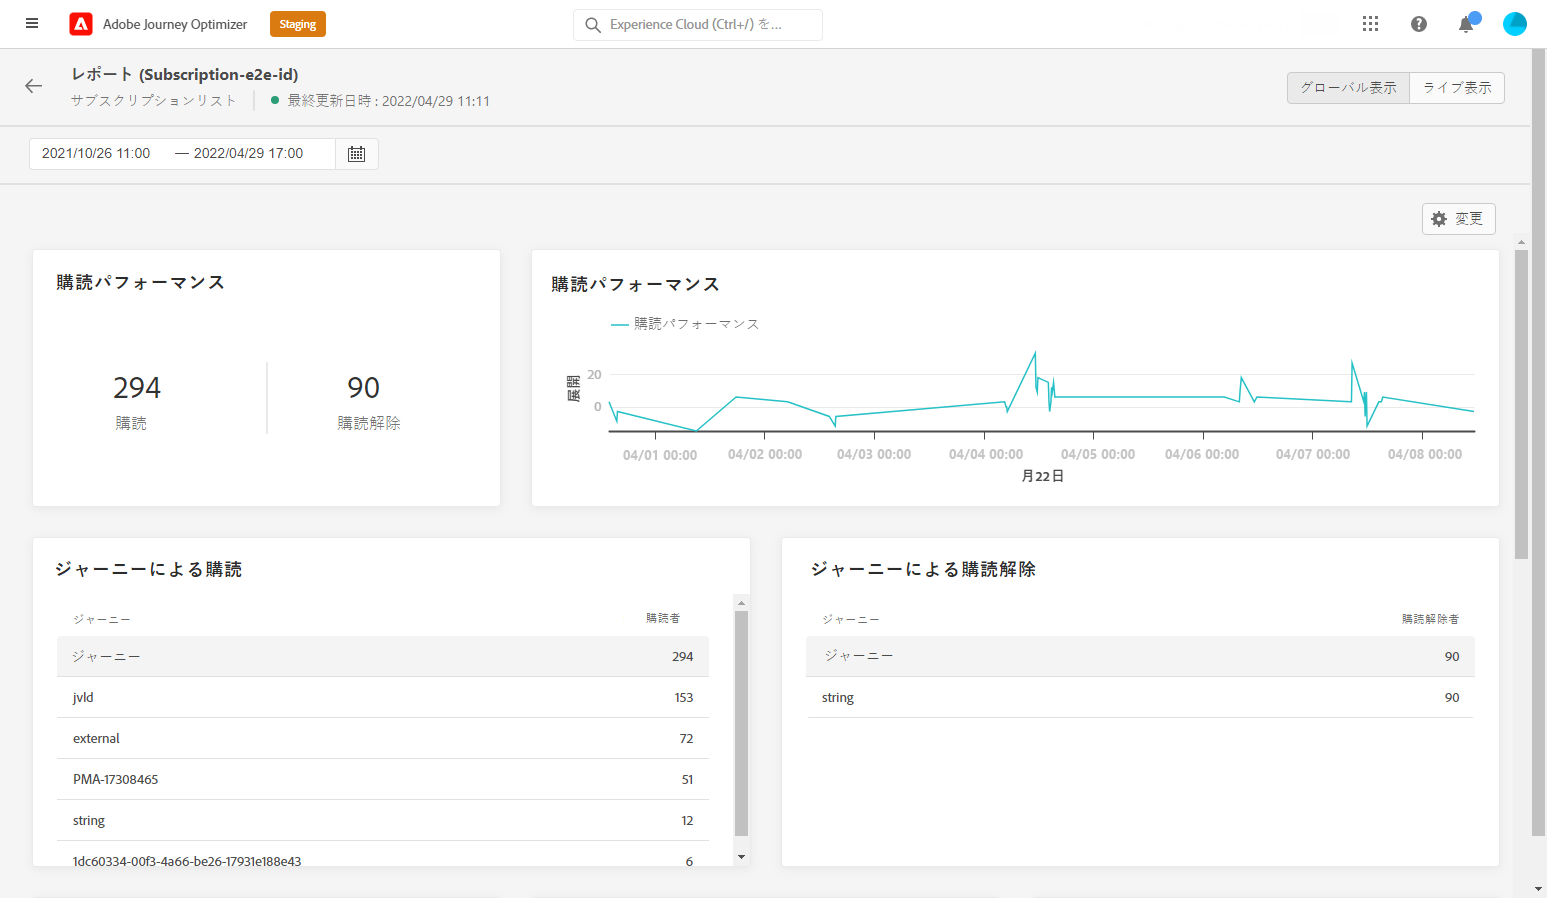 Adobe Journey Optimizer
Staging
Experience Cloud (Ctrl+/) を...
レポート (Subscription-e2e-id)
サブスクリプションリスト
最終更新日時 : 2022/04/29 11:11
グローバル表示
ライブ表示
2021/10/26 11:00 — 2022/04/29 17:00
変更
購読パフォーマンス
294
購読
90
購読解除
購読パフォーマンス
購読パフォーマンス
展開
20
0
04/01 00:00 04/02 00:00 04/03 00:00 04/04 00:00 04/05 00:00 04/06 00:00 04/07 00:00 04/08 00:00
月22日
ジャーニーによる購読
ジャーニー 購読者
ジャーニー 294
jvld 153
external 72
PMA-17308465 51
string 12
1dc60334-00f3-4a66-be26-17931e188e43 6
ジャーニーによる購読解除
ジャーニー 購読解除者
ジャーニー 90
string 90